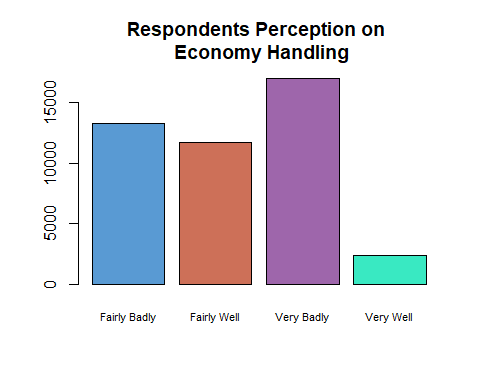 Respondents Perception on
Economy Handling
15000
10000
5000
0
Fairly Badly
Fairly Well
Very Badly
Very Well